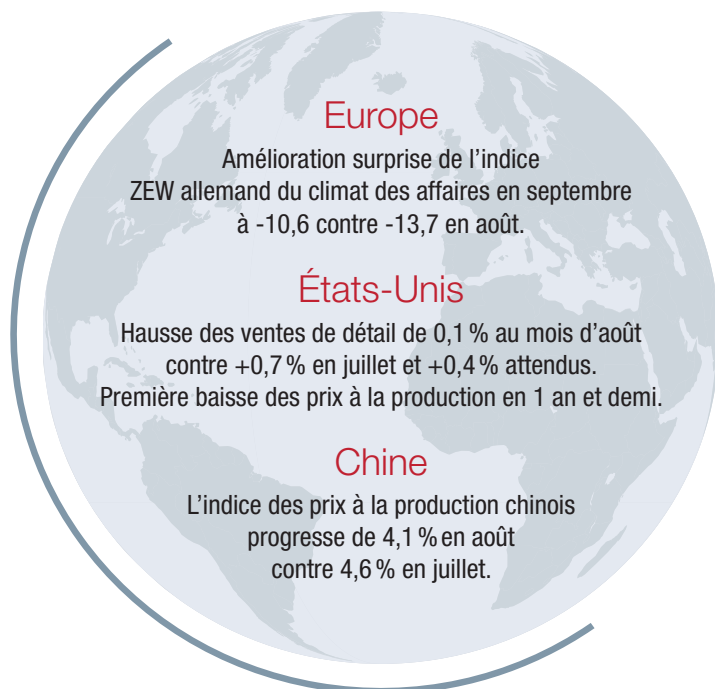 Europe
Amélioration surprise de l’indice
ZEW allemand du climat des affaires en septembre
à -10,6 contre -13,7 en août.
États-Unis
Hausse des ventes de détail de 0,1 % au mois d’août
contre +0,7 % en juillet et +0,4 % attendus.
Première baisse des prix à la production en 1 an et demi.
Chine
L’indice des prix à la production chinois
progresse de 4,1 % en août
contre 4,6 % en juillet.